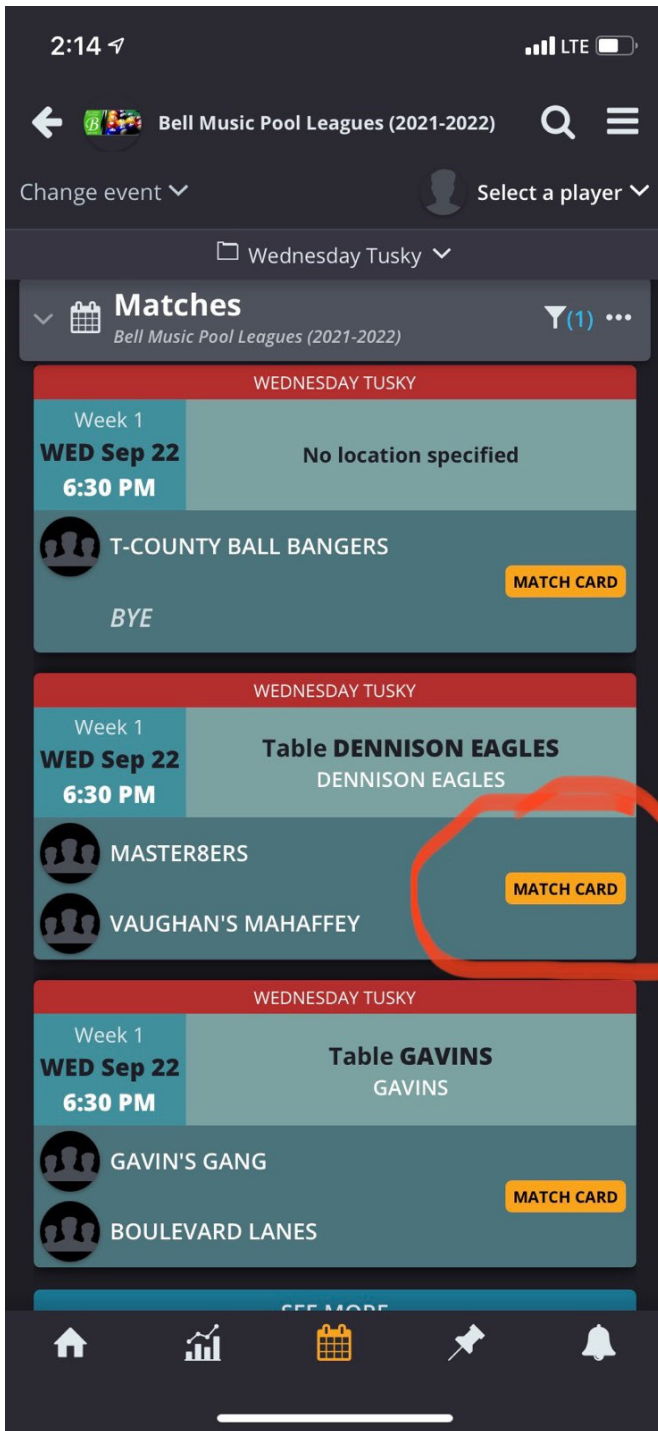 2:14 LTE
B Bell Music Pool Leagues (2021-2022)
Change event Select a player
Wednesday Tusky
Matches
Bell Music Pool Leagues (2021-2022)
(1)
WEDNESDAY TUSKY
Week 1
WED Sep 22
6:30 PM
No location specified
T-COUNTY BALL BANGERS
MATCH CARD
BYE
WEDNESDAY TUSKY
Week 1
WED Sep 22
6:30 PM
Table DENNISON EAGLES
DENNISON EAGLES
MASTER8ERS
MATCH CARD
VAUGHAN'S MAHAFFEY
WEDNESDAY TUSKY
Week 1
WED Sep 22
6:30 PM
Table GAVINS
GAVINS
GAVIN'S GANG
MATCH CARD
BOULEVARD LANES
SEE MORE